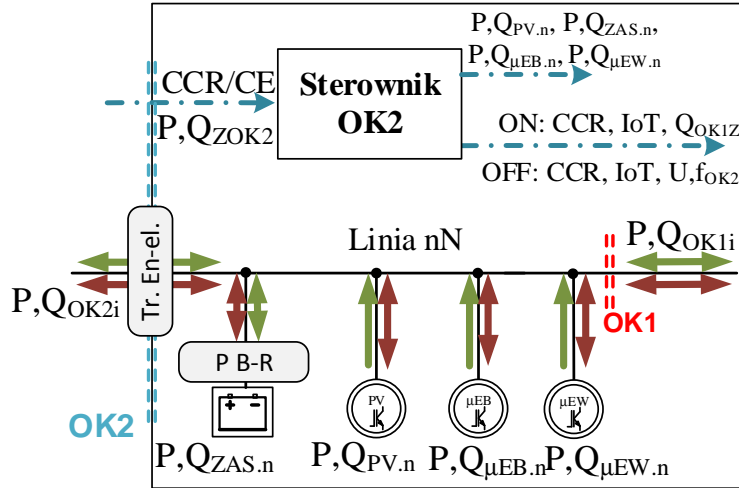 P,QPV.n, P,QZAS.n,
P,QμEB.n, P,QμEW.n
CCR/CE
P,QZOK2
Sterownik
OK2
ON: CCR, IoT, QOK1Z
OFF: CCR, IoT, U,fOK2
Linia nN
P,QOK1i
Tr. En-el.
P,QOK2i
OK1
P B-R
OK2
PV
μEB
μEW
P,QZAS.n
P,QPV.n
P,QμEB.n
P,QμEW.n